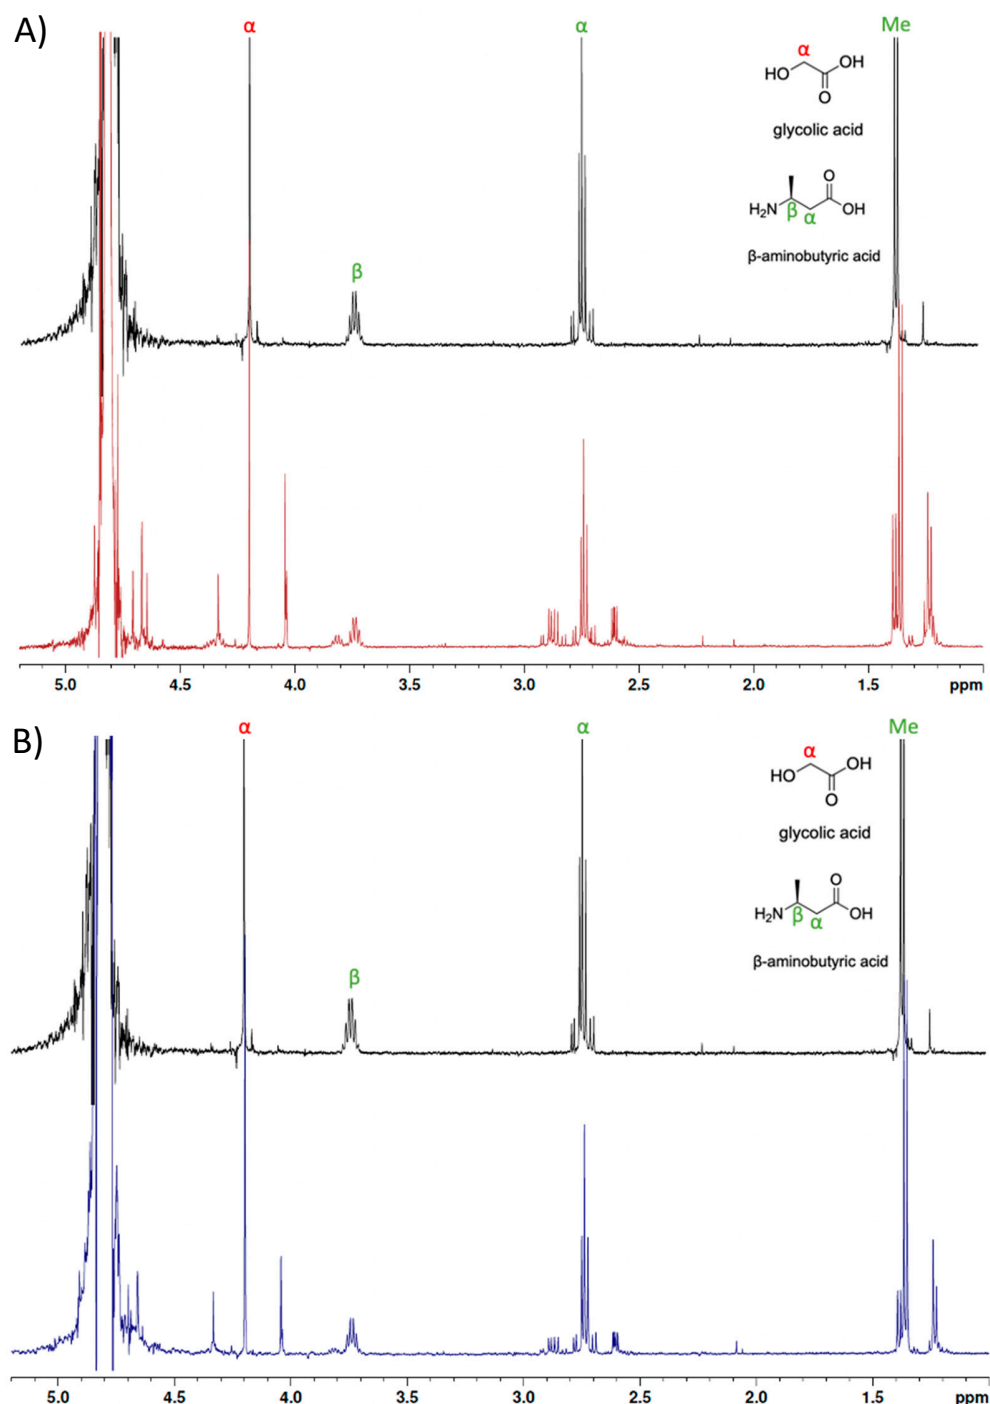 A)
α
α
Me
α
HO
OH
O
glycolic acid
β
O
H₂N
β
α
OH
β-aminobutyric acid
5.0 4.5 4.0 3.5 3.0 2.5 2.0 1.5 ppm
B)
α
α
Me
α
HO
OH
O
glycolic acid
O
H₂N
β
α
OH
β
β-aminobutyric acid
5.0 4.5 4.0 3.5 3.0 2.5 2.0 1.5 ppm